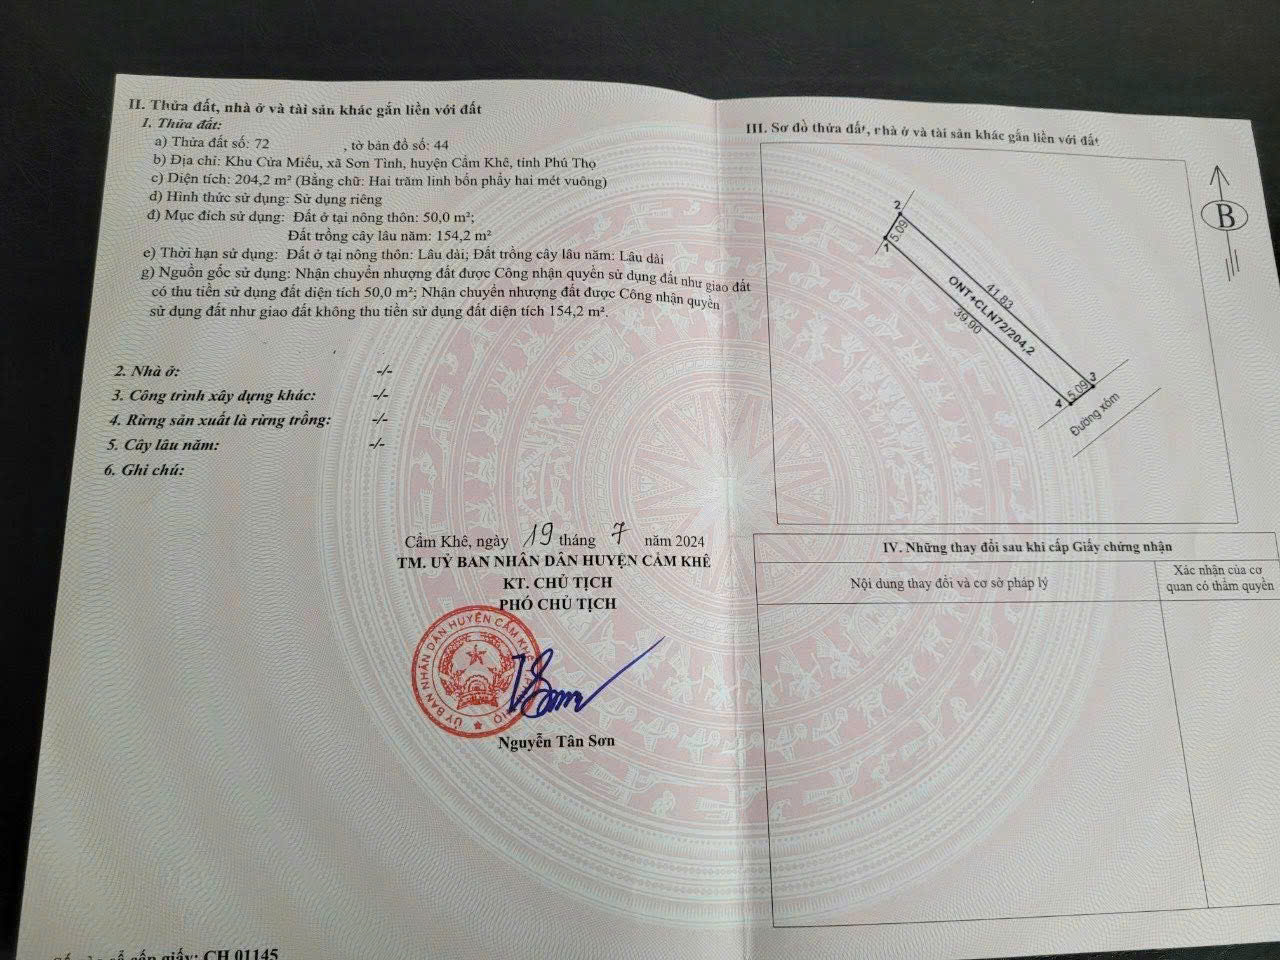 II. Thửa đất, nhà ở và tài sản khác gắn liền với đất
1. Thửa đất:
a) Thửa đất số: 72 , tờ bản đồ số: 44
b) Địa chỉ: Khu Cửa Miếu, xã Sơn Tình, huyện Cẩm Khê, tỉnh Phú Thọ
c) Diện tích: 204,2 m² (Bằng chữ: Hai trăm linh bốn phẩy hai mét vuông)
d) Hình thức sử dụng: Sử dụng riêng
đ) Mục đích sử dụng: Đất ở tại nông thôn: 50,0 m²;
Đất trồng cây lâu năm: 154,2 m²
e) Thời hạn sử dụng: Đất ở tại nông thôn: Lâu dài; Đất trồng cây lâu năm: Lâu dài
g) Nguồn gốc sử dụng: Nhận chuyển nhượng đất được Công nhận quyền sử dụng đất như giao đất
có thu tiền sử dụng đất diện tích 50,0 m²; Nhận chuyển nhượng đất được Công nhận quyền
sử dụng đất như giao đất không thu tiền sử dụng đất diện tích 154,2 m².
2. Nhà ở: -/-
3. Công trình xây dựng khác: -/-
4. Rừng sản xuất là rừng trồng: -/-
5. Cây lâu năm: -/-
6. Ghi chú:
Cẩm Khê, ngày 19 tháng 7 năm 2024
TM. UỶ BAN NHÂN DÂN HUYỆN CẨM KHÊ
KT. CHỦ TỊCH
PHÓ CHỦ TỊCH
ỦY BAN NHÂN DÂN HUYỆN CẨM KHÊ
Nguyễn Tân Sơn
CH 01145
III. Sơ đồ thửa đất, nhà ở và tài sản khác gắn liền với đất
B
2
5.09
1
41.83
ONT+CLN72/204,2
39.90
3
5.09
4
Đường xóm
IV. Những thay đổi sau khi cấp Giấy chứng nhận
Nội dung thay đổi và cơ sở pháp lý
Xác nhận của cơ
quan có thẩm quyền